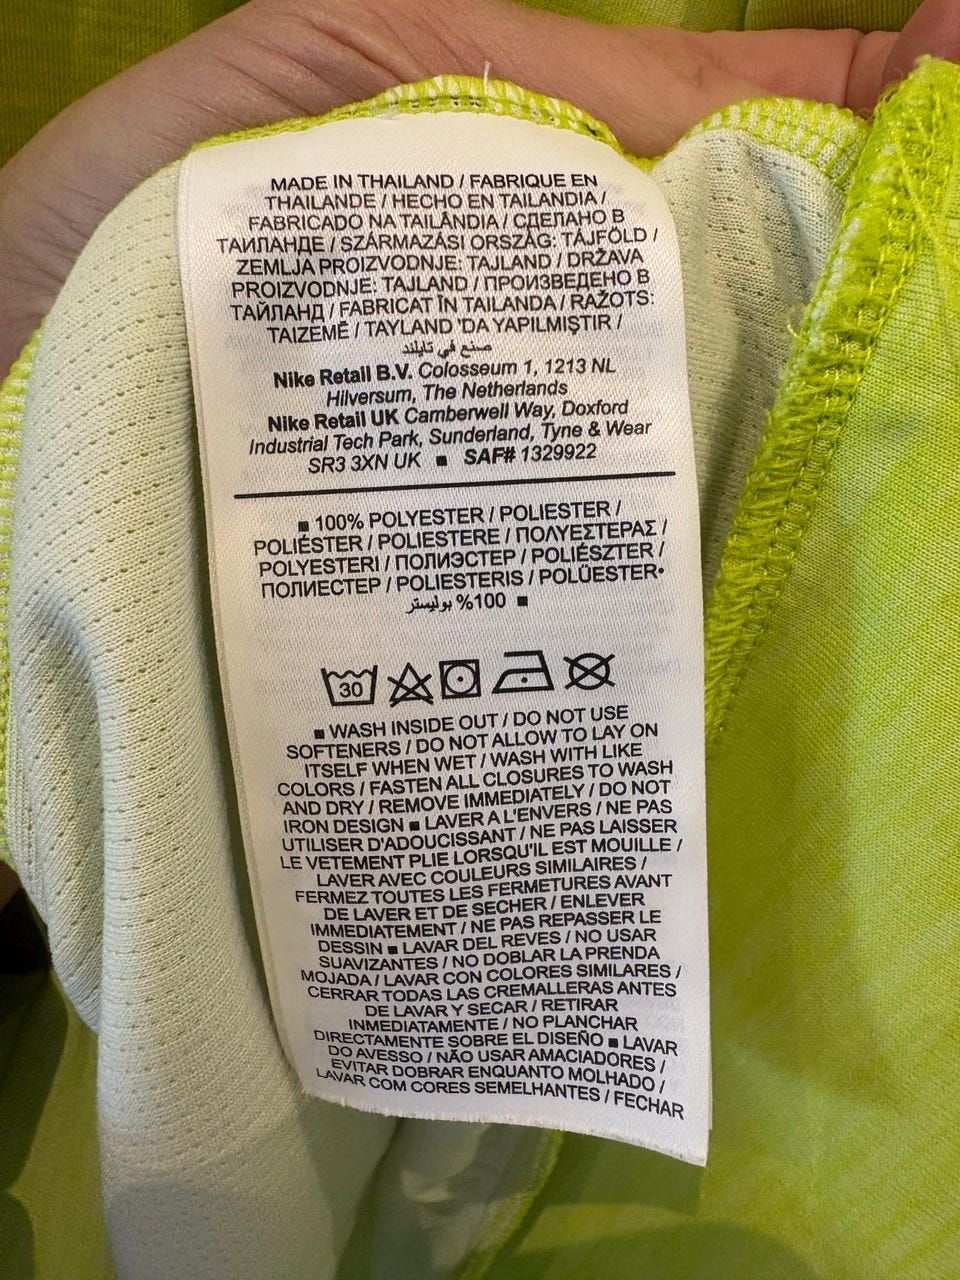 MADE IN THAILAND / FABRIQUE EN
THAILANDE / HECHO EN TAILANDIA /
FABRICADO NA TAILÂNDIA / СДЕЛАНО В
ТАИЛАНДЕ / SZÁRMAZÁSI ORSZÁG: TÁJFÖLD /
ZEMLJA PROIZVODNJE: TAJLAND / DRŽAVA
PROIZVODNJE: TAJLAND / ПРОИЗВЕДЕНО В
ТАЙЛАНД / FABRICAT ÎN TAILANDA / RAŽOTS:
TAIZEMĒ / TAYLAND 'DA YAPILMIŞTIR /
صنع في تايلند
Nike Retail B.V. Colosseum 1, 1213 NL
Hilversum, The Netherlands
Nike Retail UK Camberwell Way, Doxford
Industrial Tech Park, Sunderland, Tyne & Wear
SR3 3XN UK ■ SAF# 1329922
■ 100% POLYESTER / POLIESTER /
POLIÉSTER / POLIESTERE / ΠΟΛΥΕΣΤΕΡΑΣ /
POLYESTERI / ПОЛИЭСТЕР / POLIÉSZTER /
ПОЛИЕСТЕР / POLIESTERIS / POLÜESTER•
100% بوليستر ■
30
■ WASH INSIDE OUT / DO NOT USE
SOFTENERS / DO NOT ALLOW TO LAY ON
ITSELF WHEN WET / WASH WITH LIKE
COLORS / FASTEN ALL CLOSURES TO WASH
AND DRY / REMOVE IMMEDIATELY / DO NOT
IRON DESIGN ■ LAVER A L'ENVERS / NE PAS
UTILISER D'ADOUCISSANT / NE PAS LAISSER
LE VETEMENT PLIE LORSQU'IL EST MOUILLE /
LAVER AVEC COULEURS SIMILAIRES /
FERMEZ TOUTES LES FERMETURES AVANT
DE LAVER ET DE SECHER / ENLEVER
IMMEDIATEMENT / NE PAS REPASSER LE
DESSIN ■ LAVAR DEL REVES / NO USAR
SUAVIZANTES / NO DOBLAR LA PRENDA
MOJADA / LAVAR CON COLORES SIMILARES /
CERRAR TODAS LAS CREMALLERAS ANTES
DE LAVAR Y SECAR / RETIRAR
INMEDIATAMENTE / NO PLANCHAR
DIRECTAMENTE SOBRE EL DISEÑO ■ LAVAR
DO AVESSO / NÃO USAR AMACIADORES /
EVITAR DOBRAR ENQUANTO MOLHADO /
LAVAR COM CORES SEMELHANTES / FECHAR